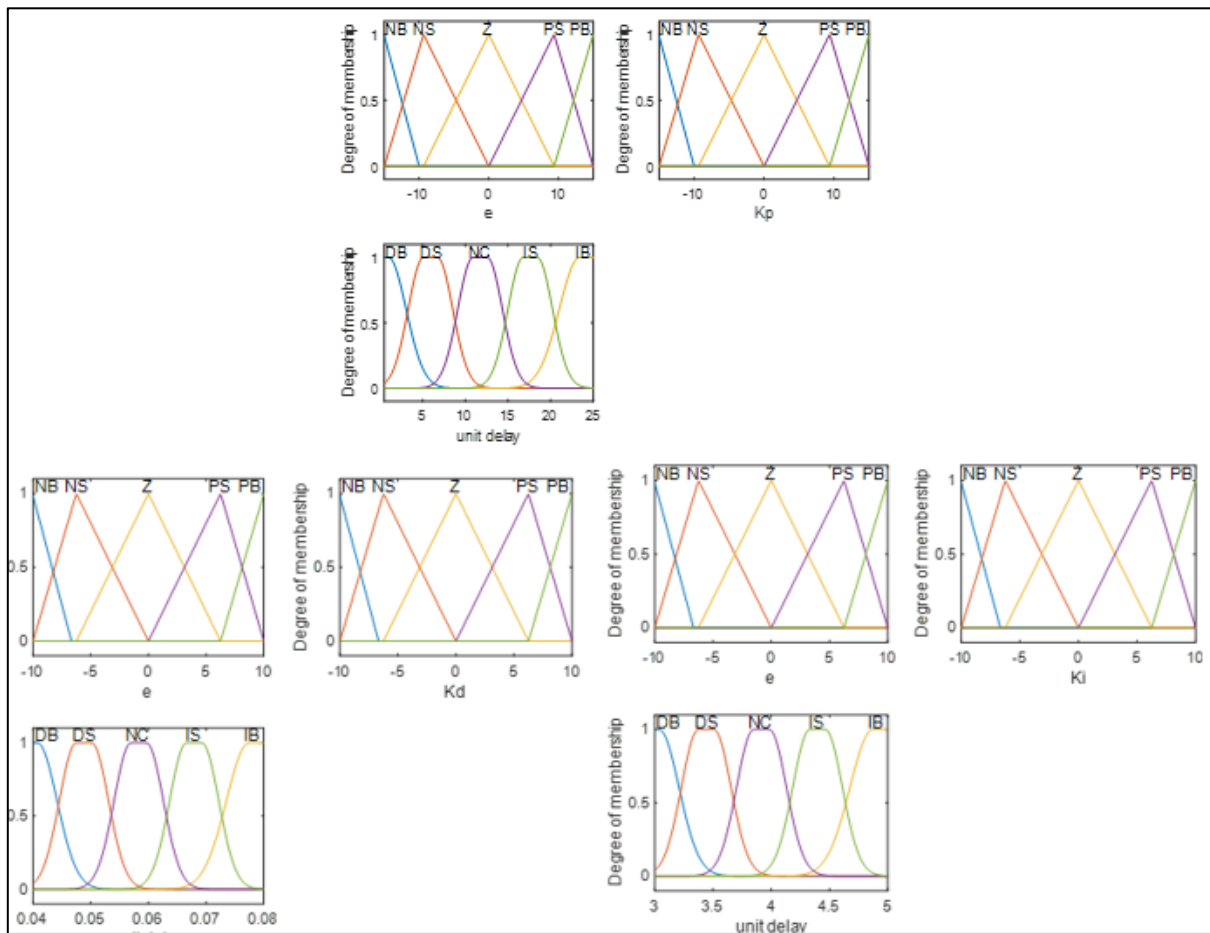 NB NS Z PS PB
Degree of membership
1
0.5
0
-10 0 10
e
NB NS Z PS PB
Degree of membership
1
0.5
0
-10 0 10
Kp
DB DS NC IS IB
Degree of membership
1
0.5
0
5 10 15 20 25
unit delay
NB NS Z PS PB
1
0.5
0
-10 -5 0 5 10
e
NB NS Z PS PB
Degree of membership
1
0.5
0
-10 -5 0 5 10
Kd
NB NS Z PS PB
Degree of membership
1
0.5
0
-10 -5 0 5 10
e
NB NS Z PS PB
Degree of membership
1
0.5
0
-10 -5 0 5 10
Ki
DB DS NC IS IB
1
0.5
0
0.04 0.05 0.06 0.07 0.08
DB DS NC IS IB
Degree of membership
1
0.5
0
3 3.5 4 4.5 5
unit delay